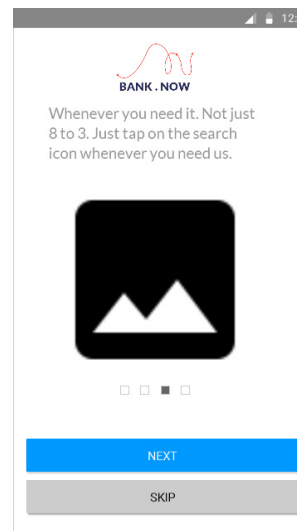 12:
BANK . NOW
Whenever you need it. Not just
8 to 3. Just tap on the search
icon whenever you need us.
NEXT
SKIP